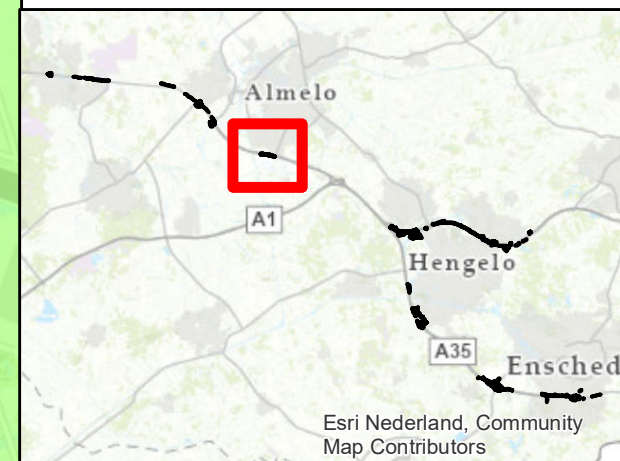 Almelo
A1
Hengelo
A35
Ensched
Esri Nederland, Community
Map Contributors